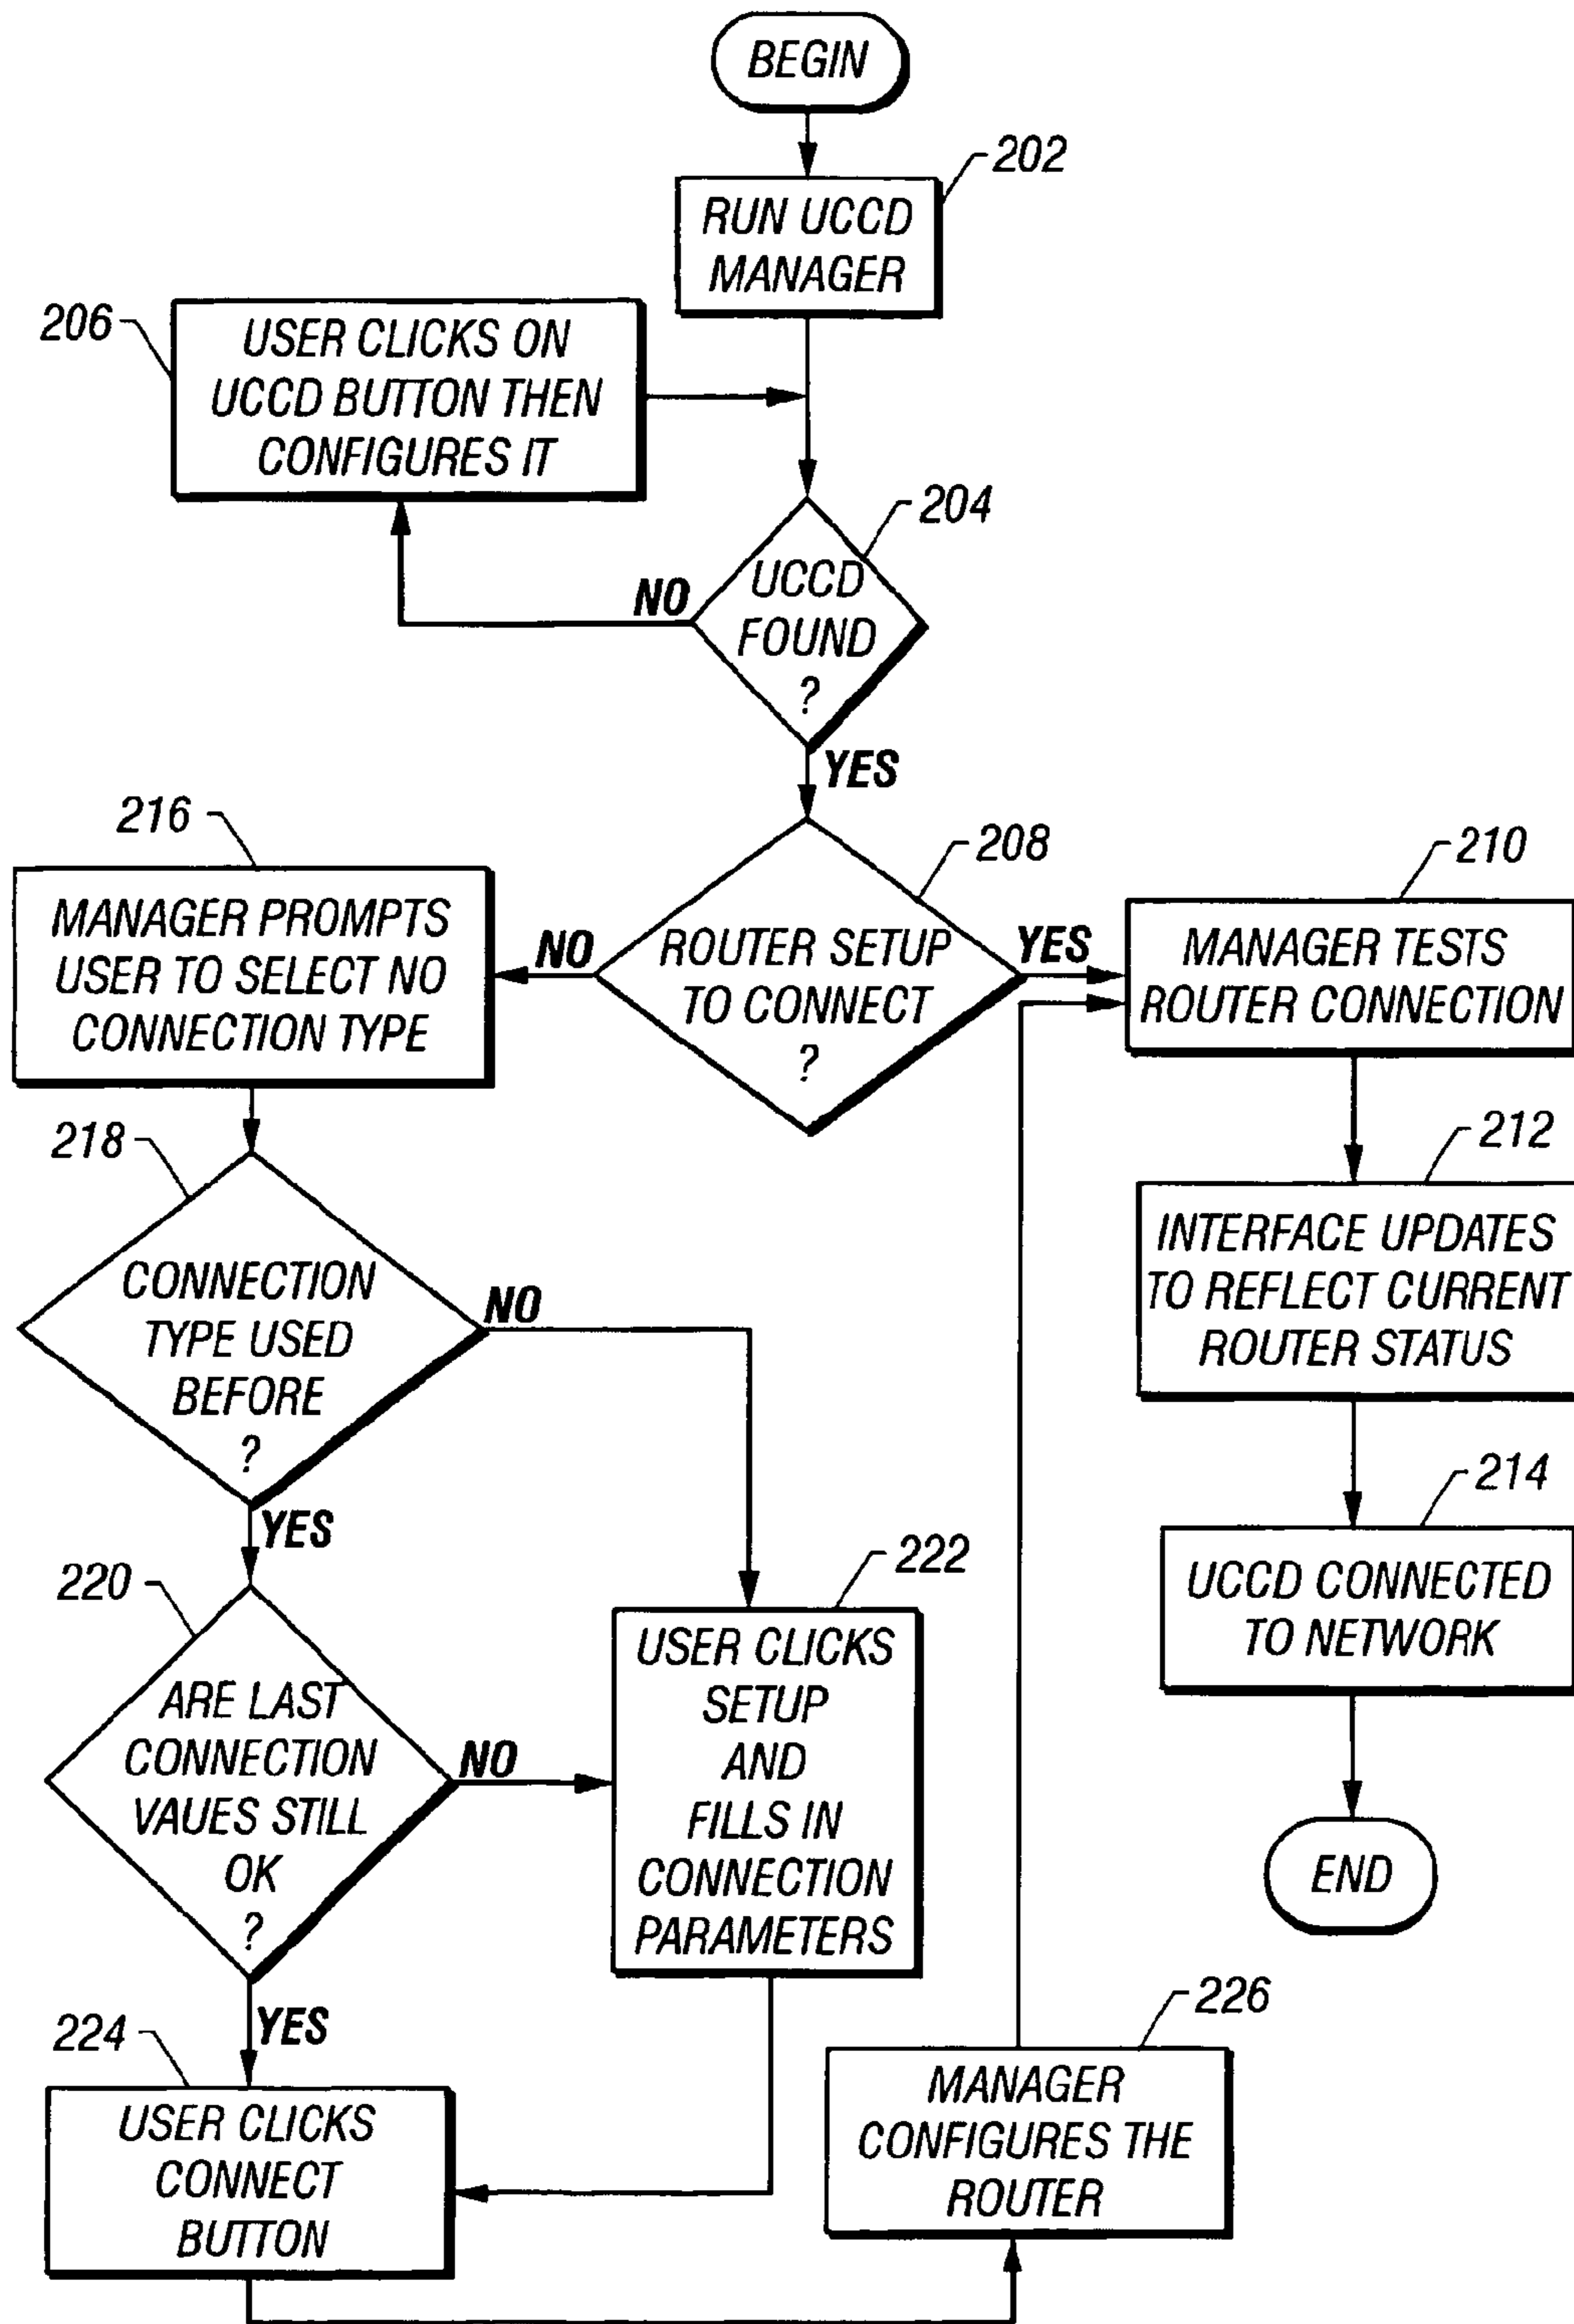 BEGIN
202
RUN UCCD
MANAGER
206
USER CLICKS ON
UCCD BUTTON THEN
CONFIGURES IT
204
UCCD
FOUND
?
NO
YES
216
MANAGER PROMPTS
USER TO SELECT NO
CONNECTION TYPE
208
NO
ROUTER SETUP
TO CONNECT
?
YES
210
MANAGER TESTS
ROUTER CONNECTION
212
INTERFACE UPDATES
TO REFLECT CURRENT
ROUTER STATUS
214
UCCD CONNECTED
TO NETWORK
END
218
CONNECTION
TYPE USED
BEFORE
?
NO
YES
220
ARE LAST
CONNECTION
VAUES STILL
OK
?
NO
YES
222
USER CLICKS
SETUP
AND
FILLS IN
CONNECTION
PARAMETERS
224
USER CLICKS
CONNECT
BUTTON
226
MANAGER
CONFIGURES THE
ROUTER